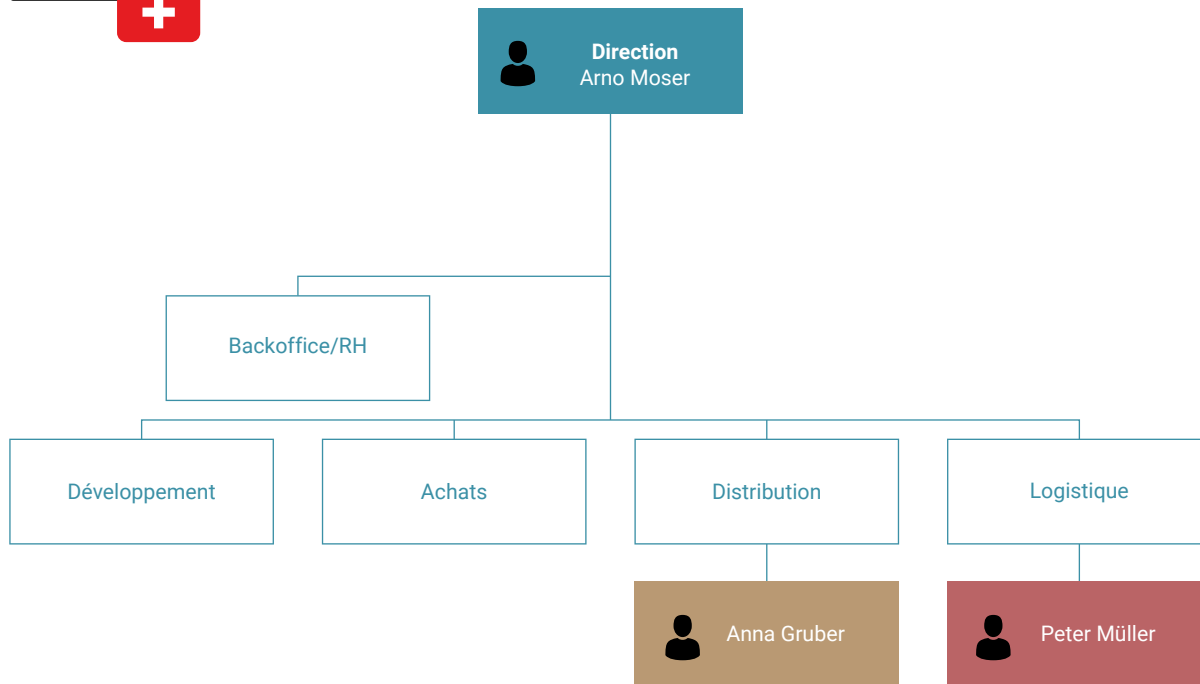 Direction
Arno Moser
Backoffice/RH
Développement
Achats
Distribution
Logistique
Anna Gruber
Peter Müller